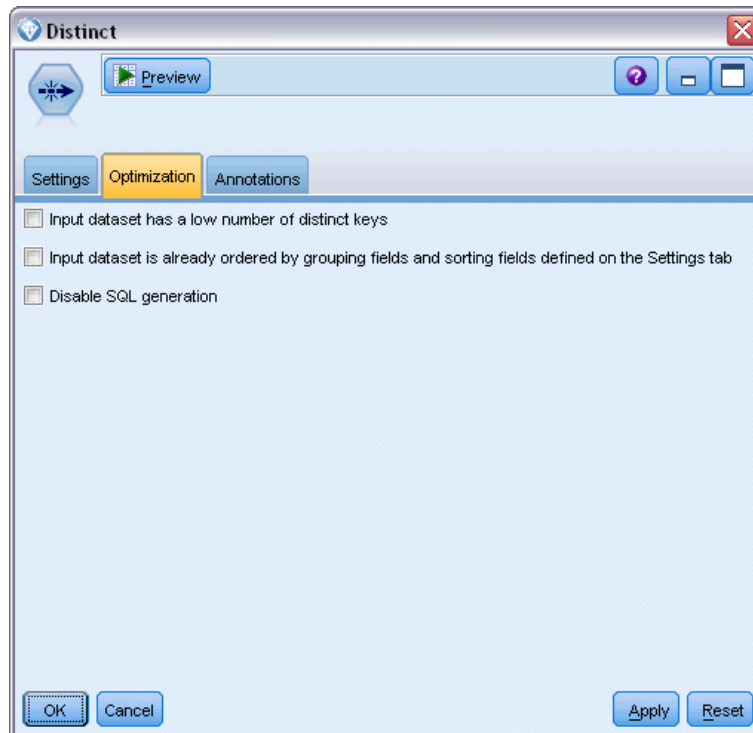 Distinct
Preview
?
Settings
Optimization
Annotations
Input dataset has a low number of distinct keys
Input dataset is already ordered by grouping fields and sorting fields defined on the Settings tab
Disable SQL generation
OK
Cancel
Apply
Reset